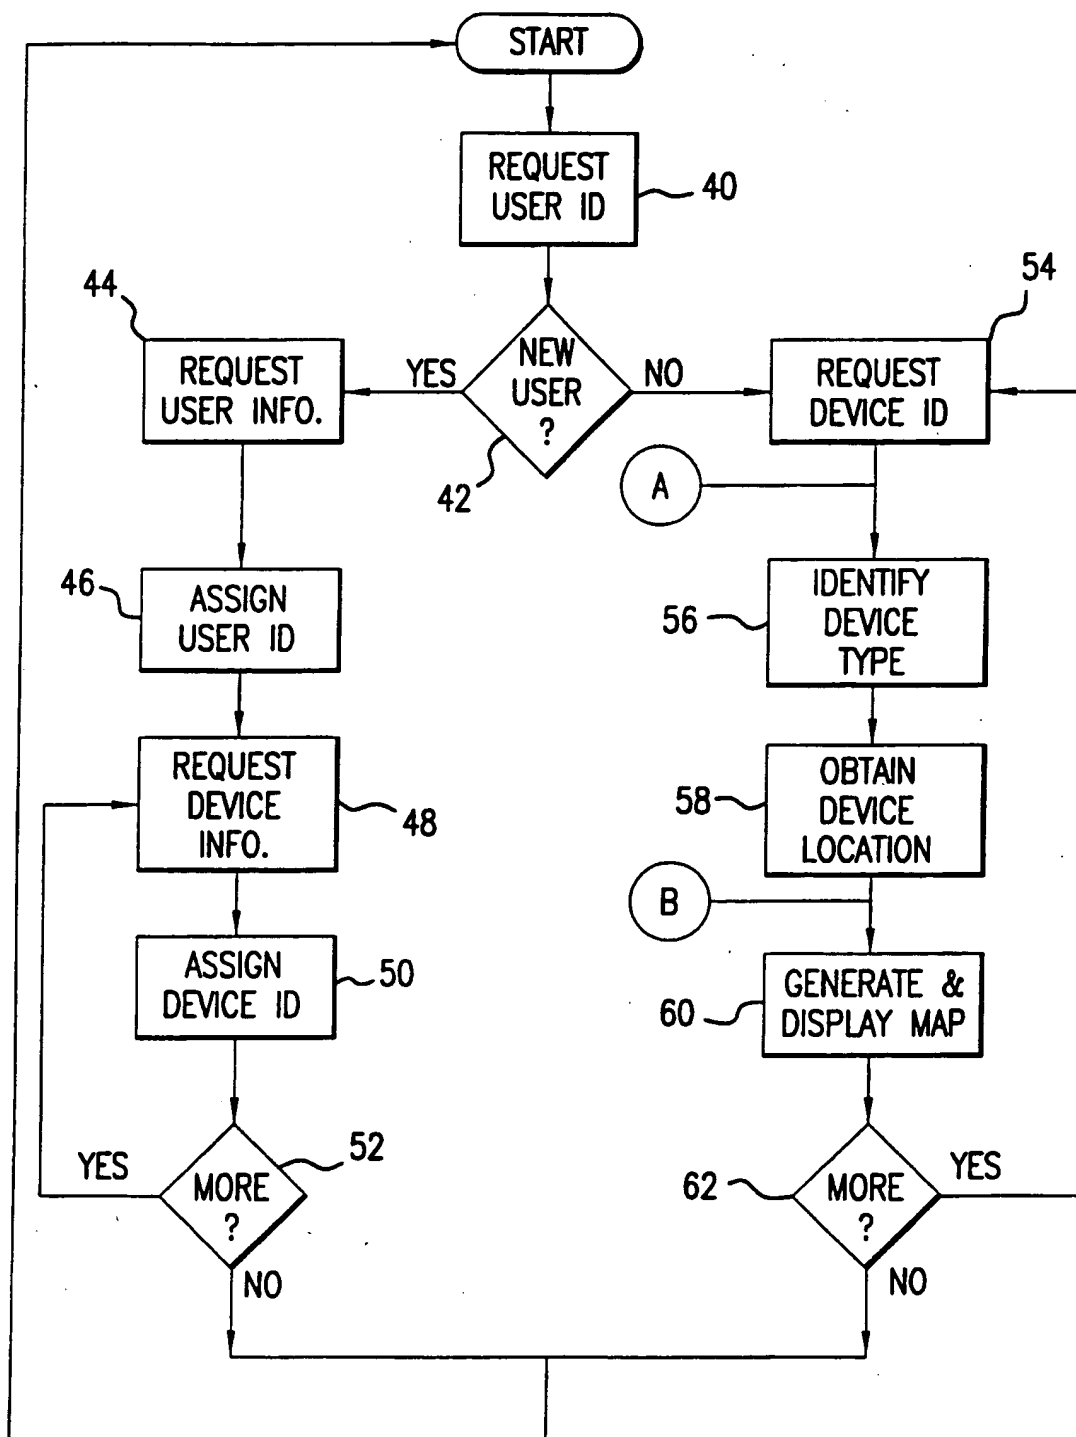 START
REQUEST
USER ID
40
44
54
REQUEST
USER INFO.
YES
NEW
USER
?
NO
REQUEST
DEVICE ID
42
A
46
ASSIGN
USER ID
56
IDENTIFY
DEVICE
TYPE
REQUEST
DEVICE
INFO.
48
58
OBTAIN
DEVICE
LOCATION
B
ASSIGN
DEVICE ID
50
60
GENERATE &
DISPLAY MAP
YES
MORE
?
52
NO
62
MORE
?
YES
NO